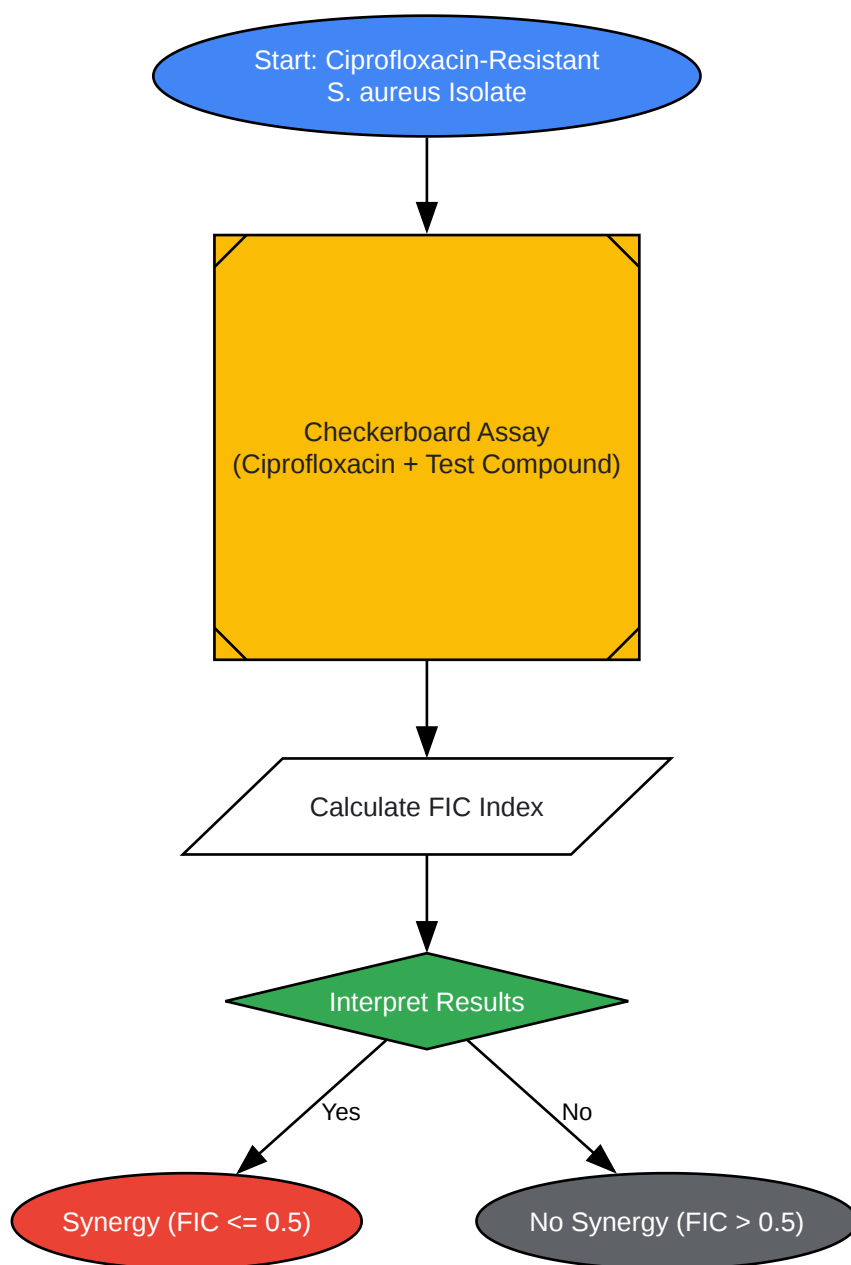 Start: Ciprofloxacin-Resistant
S. aureus Isolate
Checkerboard Assay
(Ciprofloxacin + Test Compound)
Calculate FIC Index
Interpret Results
Yes
No
Synergy (FIC <= 0.5)
No Synergy (FIC > 0.5)